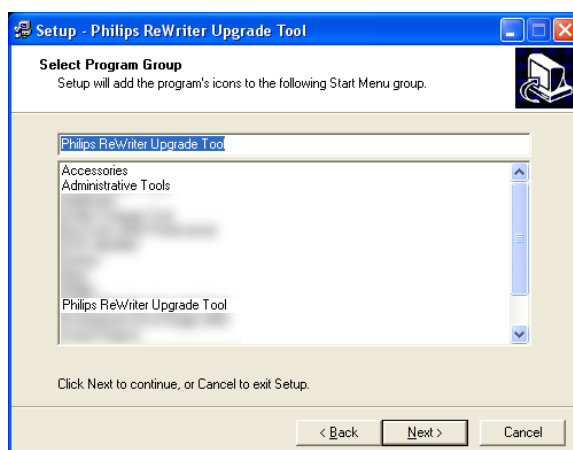 Setup - Philips ReWriter Upgrade Tool
Select Program Group
Setup will add the program's icons to the following Start Menu group.
Philips ReWriter Upgrade Tool
Accessories
Administrative Tools
Philips ReWriter Upgrade Tool
Click Next to continue, or Cancel to exit Setup.
< Back Next > Cancel